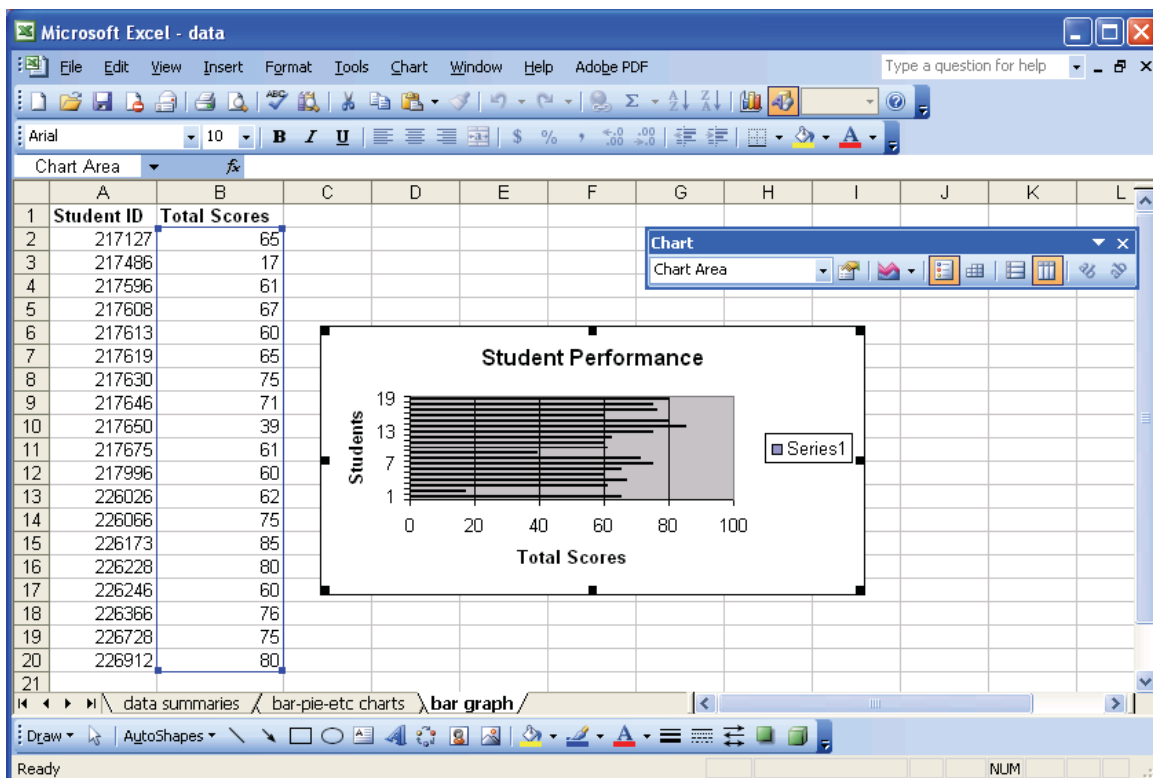 Microsoft Excel - data
File Edit View Insert Format Tools Chart Window Help Adobe PDF Type a question for help
Arial 10 B I U $ % ,
Chart Area fx
A B C D E F G H I J K L
1 Student ID Total Scores
2 217127 65
3 217486 17
4 217596 61
5 217608 67
6 217613 60
7 217619 65
8 217630 75
9 217646 71
10 217650 39
11 217675 61
12 217996 60
13 226026 62
14 226066 75
15 226173 85
16 226228 80
17 226246 60
18 226366 76
19 226728 75
20 226912 80
21
Chart
Chart Area
Student Performance
Students
19
13
7
1
0 20 40 60 80 100
Total Scores
Series1
data summaries bar-pie-etc charts bar graph
Draw AutoShapes
Ready NUM